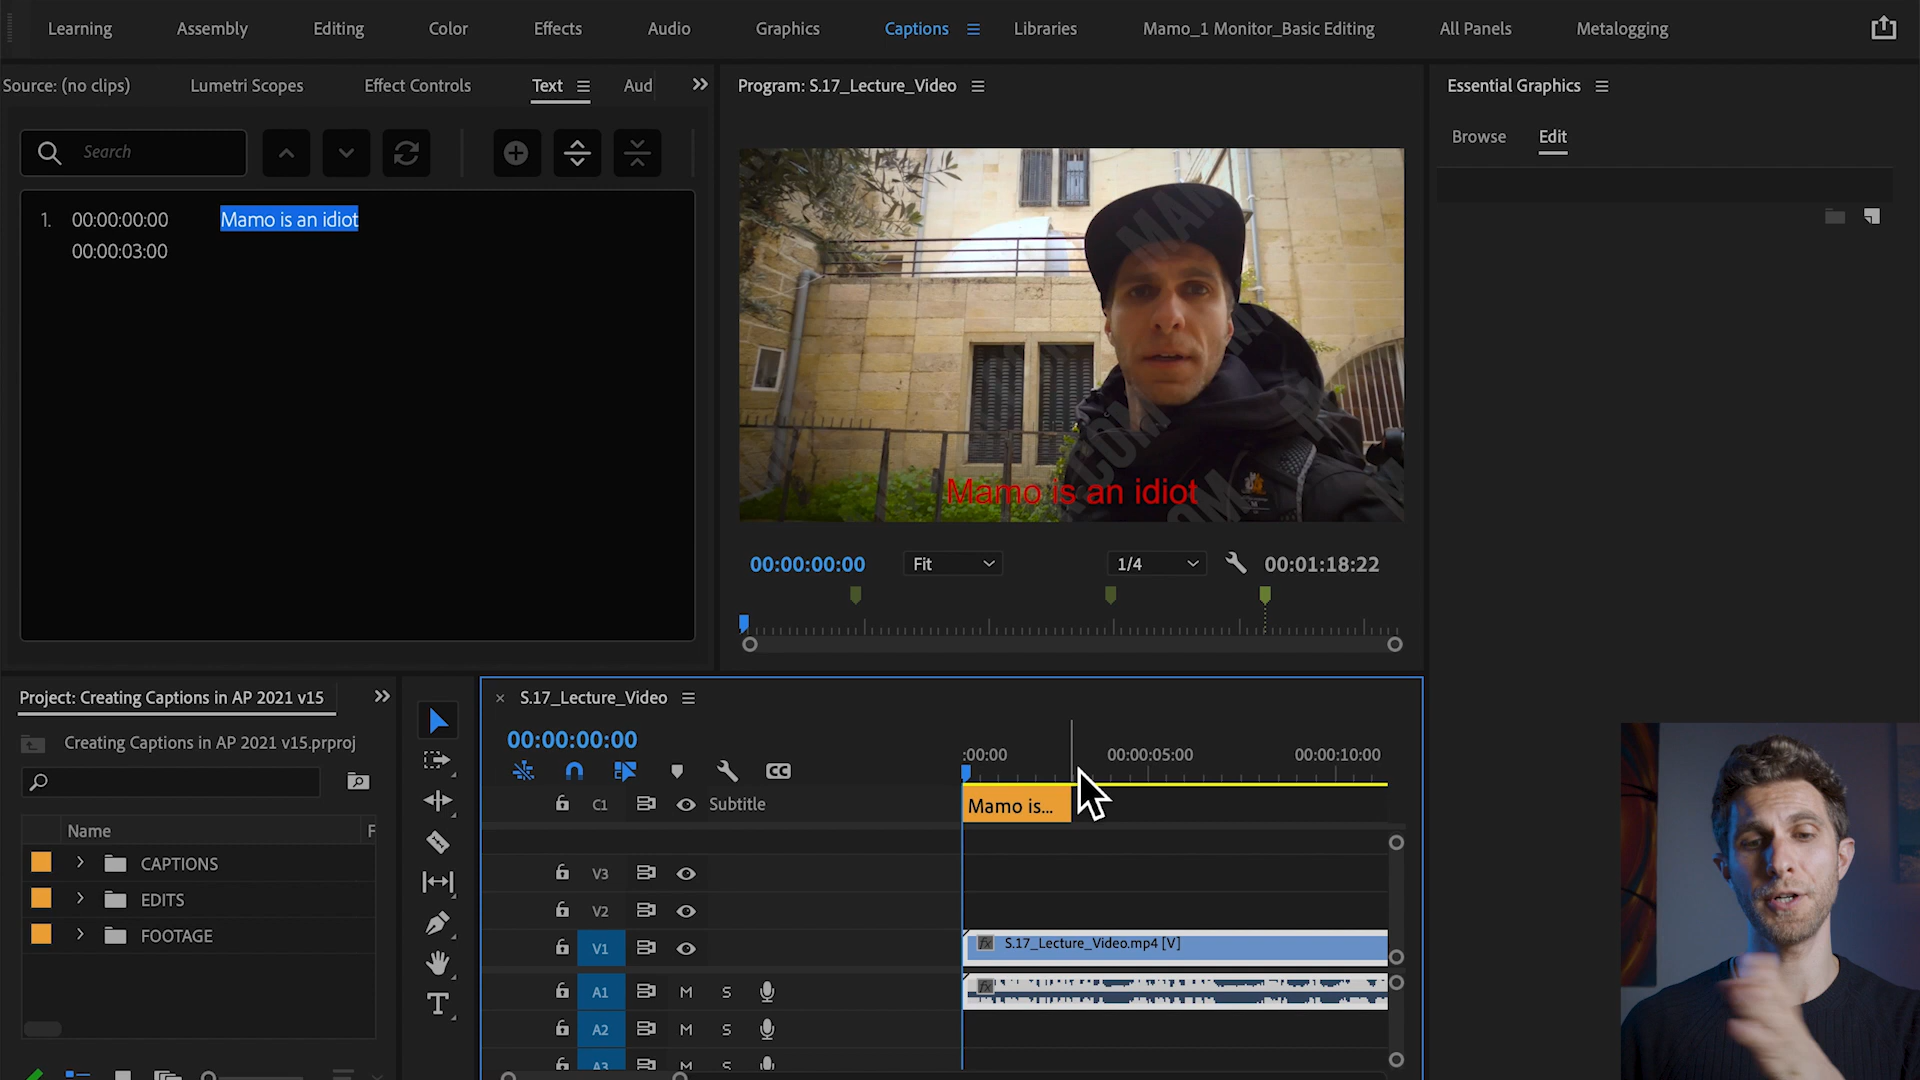 Learning
Assembly
Editing
Color
Effects
Audio
Graphics
Captions
Libraries
Mamo_1 Monitor_Basic Editing
All Panels
Metalogging
Source: (no clips)
Lumetri Scopes
Effect Controls
Text
Aud
Program: S.17_Lecture_Video
Essential Graphics
Search
Browse
Edit
1. 00:00:00:00 Mamo is an idiot
00:00:03:00
Mamo is an idiot
00:00:00:00
Fit
1/4
00:01:18:22
Project: Creating Captions in AP 2021 v15
Creating Captions in AP 2021 v15.prproj
Name
F
CAPTIONS
EDITS
FOOTAGE
× S.17_Lecture_Video
00:00:00:00
:00:00
00:00:05:00
00:00:10:00
CC
C1 Subtitle
Mamo is...
V3
V2
V1
fx S.17_Lecture_Video.mp4 [V]
A1 M S
fx
A2 M S
A3 M S
T